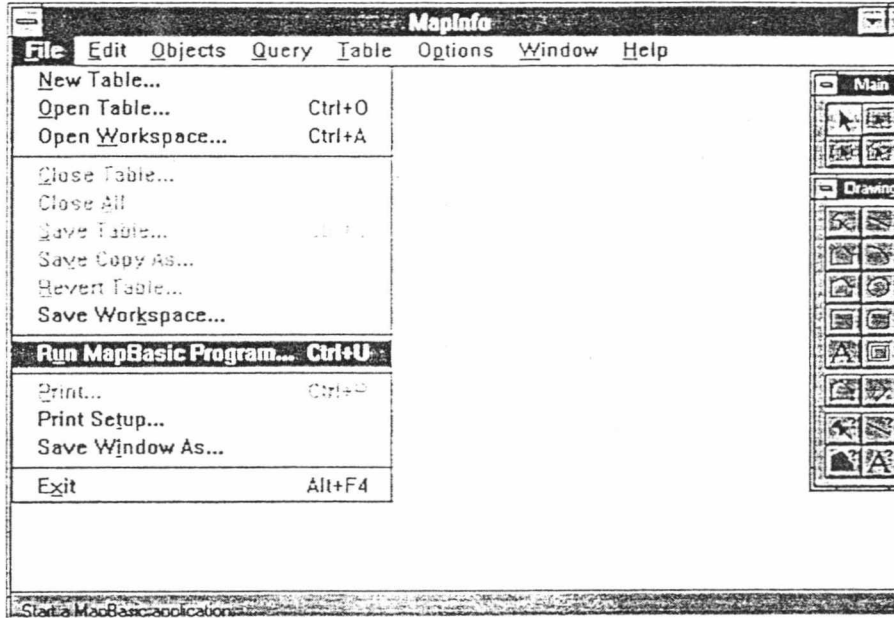 MapInfo
File Edit Objects Query Table Options Window Help
New Table...
Open Table... Ctrl+O
Open Workspace... Ctrl+A
Close Table...
Close All
Save Table...
Save Copy As...
Revert Table...
Save Workspace...
Run MapBasic Program... Ctrl+U
Print... Ctrl+P
Print Setup...
Save Window As...
Exit Alt+F4
Main
Drawing
A
A
Start a MapBasic application.